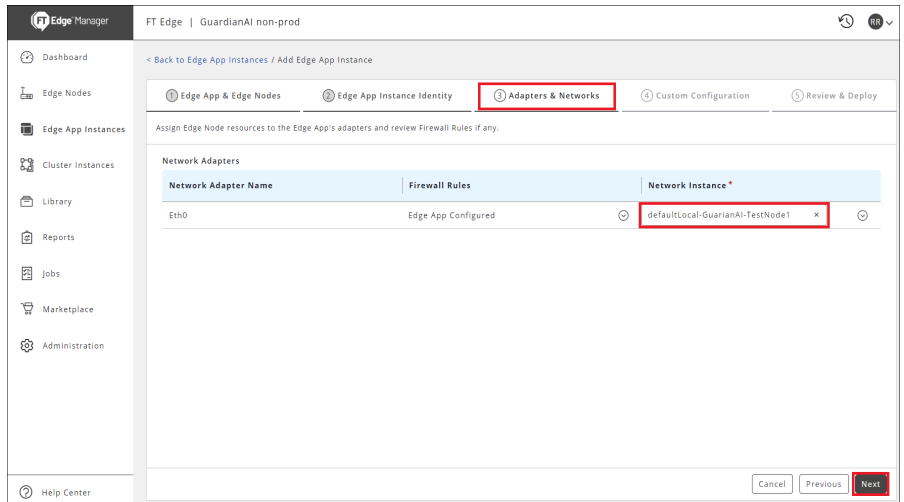 FT Edge Manager
FT Edge | GuardianAI non-prod
RR
Dashboard
Edge Nodes
Edge App Instances
Cluster Instances
Library
Reports
Jobs
Marketplace
Administration
Help Center
< Back to Edge App Instances / Add Edge App Instance
1 Edge App & Edge Nodes
2 Edge App Instance Identity
3 Adapters & Networks
4 Custom Configuration
5 Review & Deploy
Assign Edge Node resources to the Edge App's adapters and review Firewall Rules if any.
Network Adapters
Network Adapter Name Firewall Rules Network Instance *
Eth0 Edge App Configured defaultLocal-GuarianAI-TestNode1 ×
Cancel Previous Next